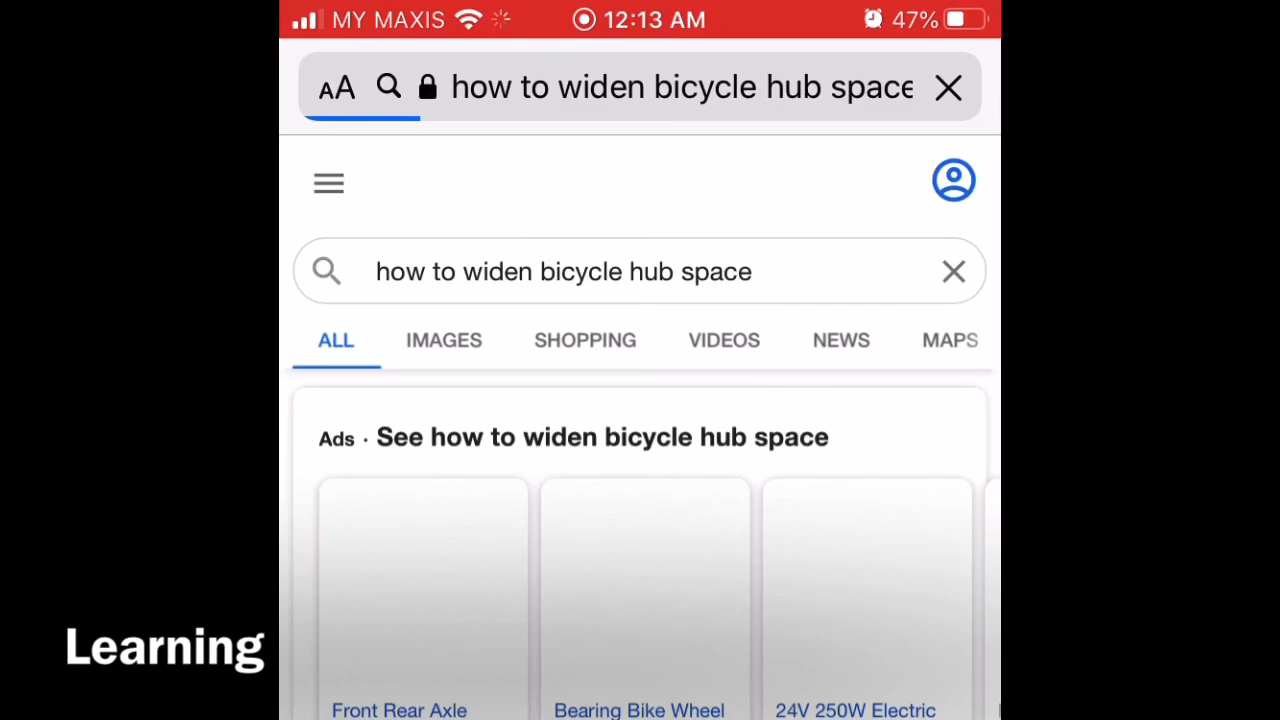 MY MAXIS 12:13 AM 47%
AA how to widen bicycle hub space
how to widen bicycle hub space
ALL IMAGES SHOPPING VIDEOS NEWS MAPS
Ads · See how to widen bicycle hub space
Learning
Front Rear Axle Bearing Bike Wheel 24V 250W Electric